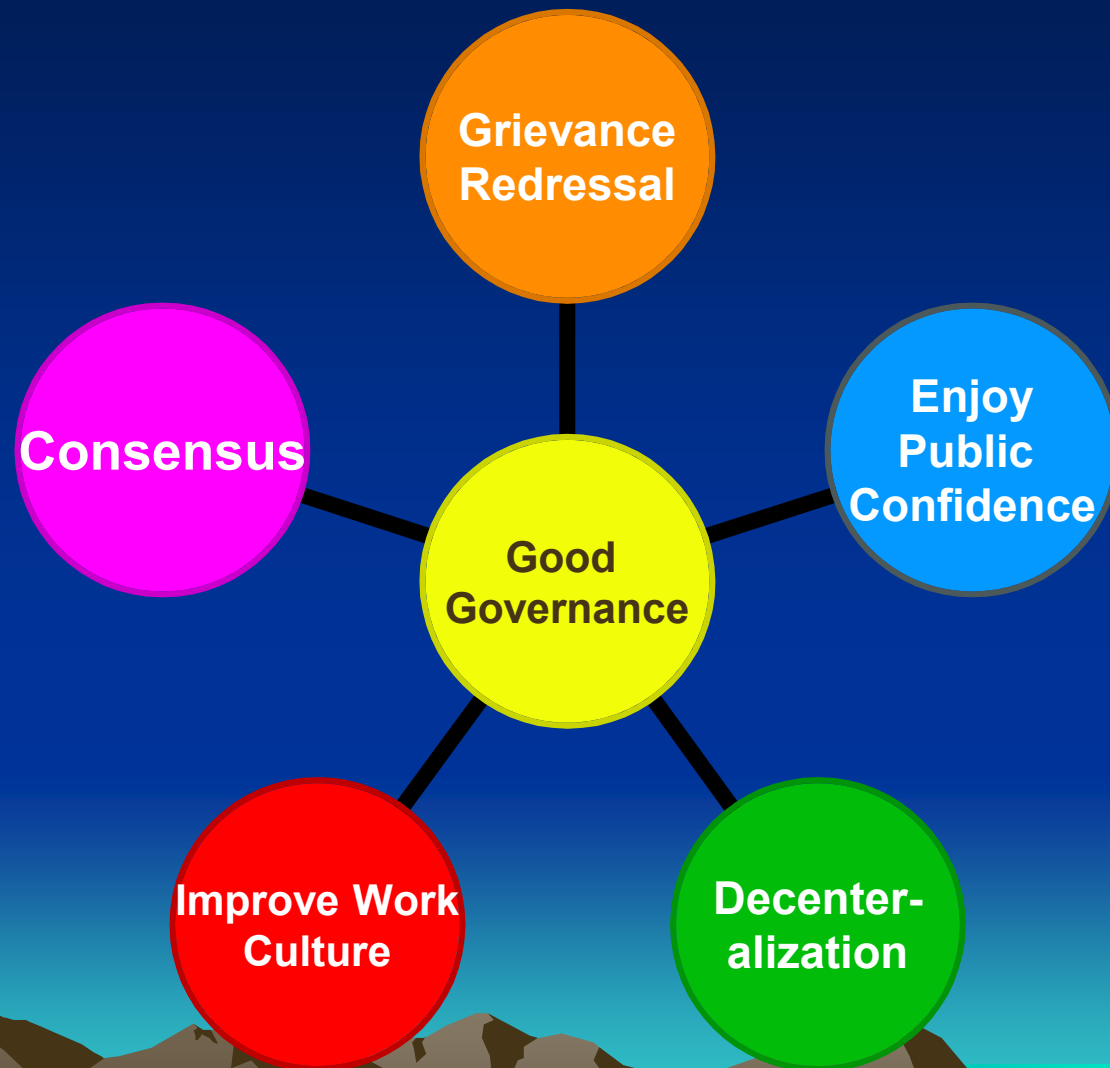 Grievance
Redressal
Consensus
Enjoy
Public
Confidence
Good
Governance
Improve Work
Culture
Decenter-
alization